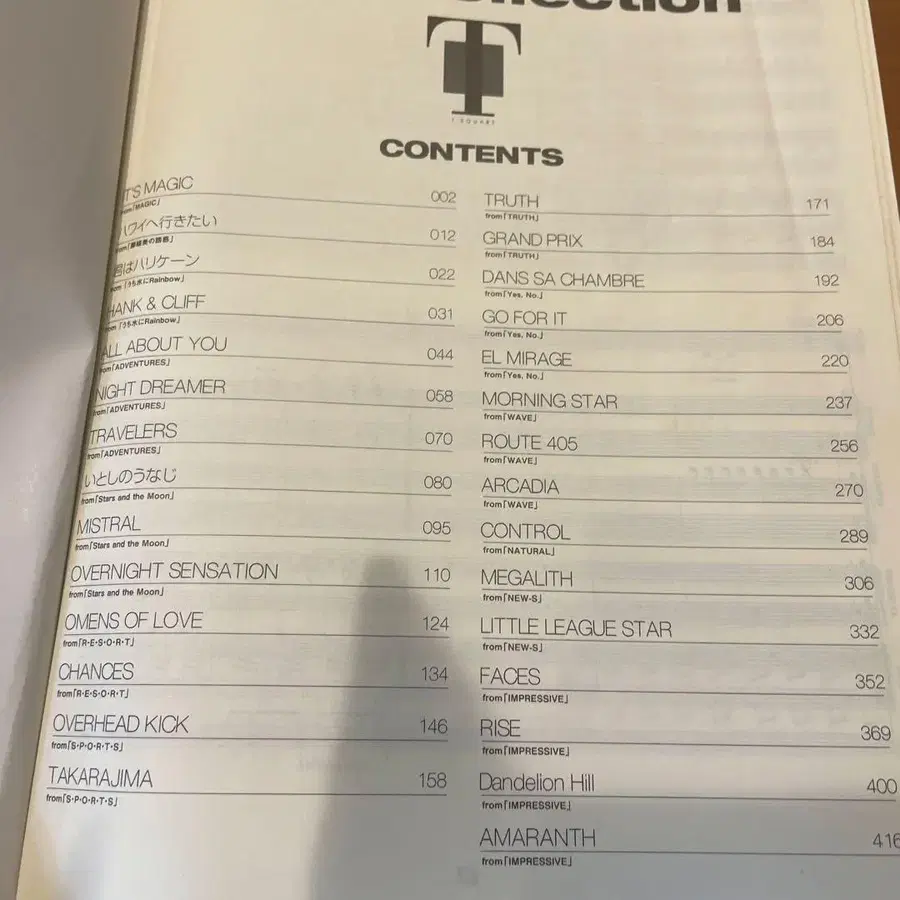 CONTENTS
IT'S MAGIC 002
from「MAGIC」
ハワイへ行きたい 012
from「脚線美の誘惑」
君はハリケーン 022
from「うち水にRainbow」
HANK & CLIFF 031
from「うち水にRainbow」
ALL ABOUT YOU 044
from「ADVENTURES」
NIGHT DREAMER 058
from「ADVENTURES」
TRAVELERS 070
from「ADVENTURES」
いとしのうなじ 080
from「Stars and the Moon」
MISTRAL 095
from「Stars and the Moon」
OVERNIGHT SENSATION 110
from「Stars and the Moon」
OMENS OF LOVE 124
from「R・E・S・O・R・T」
CHANCES 134
from「R・E・S・O・R・T」
OVERHEAD KICK 146
from「S・P・O・R・T・S」
TAKARAJIMA 158
from「S・P・O・R・T・S」
TRUTH 171
from「TRUTH」
GRAND PRIX 184
from「TRUTH」
DANS SA CHAMBRE 192
from「Yes, No.」
GO FOR IT 206
from「Yes, No.」
EL MIRAGE 220
from「Yes, No.」
MORNING STAR 237
from「WAVE」
ROUTE 405 256
from「WAVE」
ARCADIA 270
from「WAVE」
CONTROL 289
from「NATURAL」
MEGALITH 306
from「NEW-S」
LITTLE LEAGUE STAR 332
from「NEW-S」
FACES 352
from「IMPRESSIVE」
RISE 369
from「IMPRESSIVE」
Dandelion Hill 400
from「IMPRESSIVE」
AMARANTH 416
from「IMPRESSIVE」